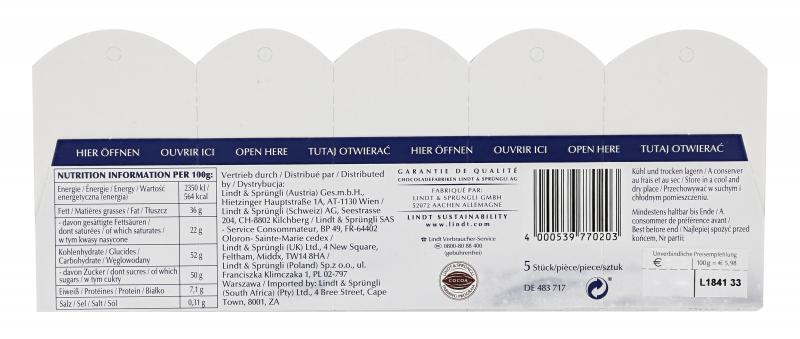 HIER ÖFFNEN OUVRIR ICI OPEN HERE TUTAJ OTWIERAĆ HIER ÖFFNEN OUVRIR ICI OPEN HERE TUTAJ OTWIERAĆ
NUTRITION INFORMATION PER 100g:
Energie / Énergie / Energy / Wartość
energetyczna (energia)
2350 kJ /
564 kcal
Fett / Matières grasses / Fat / Tłuszcz
36 g
- davon gesättigte Fettsäuren /
dont saturées / of which saturates /
w tym kwasy nasycone
22 g
Kohlenhydrate / Glucides /
Carbohydrate / Węglowodany
52 g
- davon Zucker / dont sucres / of which
sugars / w tym cukry
50 g
Eiweiß / Protéines / Protein / Białko
7,1 g
Salz / Sel / Salt / Sól
0,31 g
Vertrieb durch / Distribué par / Distributed
by / Dystrybucja:
Lindt & Sprüngli (Austria) Ges.m.b.H.,
Hietzinger Hauptstraße 1A, AT-1130 Wien /
Lindt & Sprüngli (Schweiz) AG, Seestrasse
204, CH-8802 Kilchberg / Lindt & Sprüngli SAS
- Service Consommateur, BP 49, FR-64402
Oloron- Sainte-Marie cedex /
Lindt & Sprüngli (UK) Ltd., 4 New Square,
Feltham, Middx, TW14 8HA /
Lindt & Sprüngli (Poland) Sp.z o.o., ul.
Franciszka Klimczaka 1, PL 02-797
Warszawa / Imported by: Lindt & Sprüngli
(South Africa) (Pty) Ltd., 4 Bree Street, Cape
Town, 8001, ZA
GARANTIE DE QUALITÉ
CHOCOLADEFABRIKEN LINDT & SPRÜNGLI AG
FABRIQUÉ PAR:
LINDT & SPRÜNGLI GMBH
52072 AACHEN ALLEMAGNE
LINDT SUSTAINABILITY
www.lindt.com
Lindt Verbraucher-Service
0800-80 88 400
(gebührenfrei)
LINDT & SPRÜNGLI
COCOA
FARMING PROGRAM
4 000539 770203
5 Stück/pièce/piece/sztuk
DE 483 717
Kühl und trocken lagern / A conserver
au frais et au sec / Store in a cool and
dry place / Przechowywać w suchym i
chłodnym pomieszczeniu.
Mindestens haltbar bis Ende / A
consommer de préférence avant /
Best before end / Najlepiej spożyć przed
końcem, Nr partii:
Unverbindliche Preisempfehlung
€ 100g = € 5,98
L1841 33